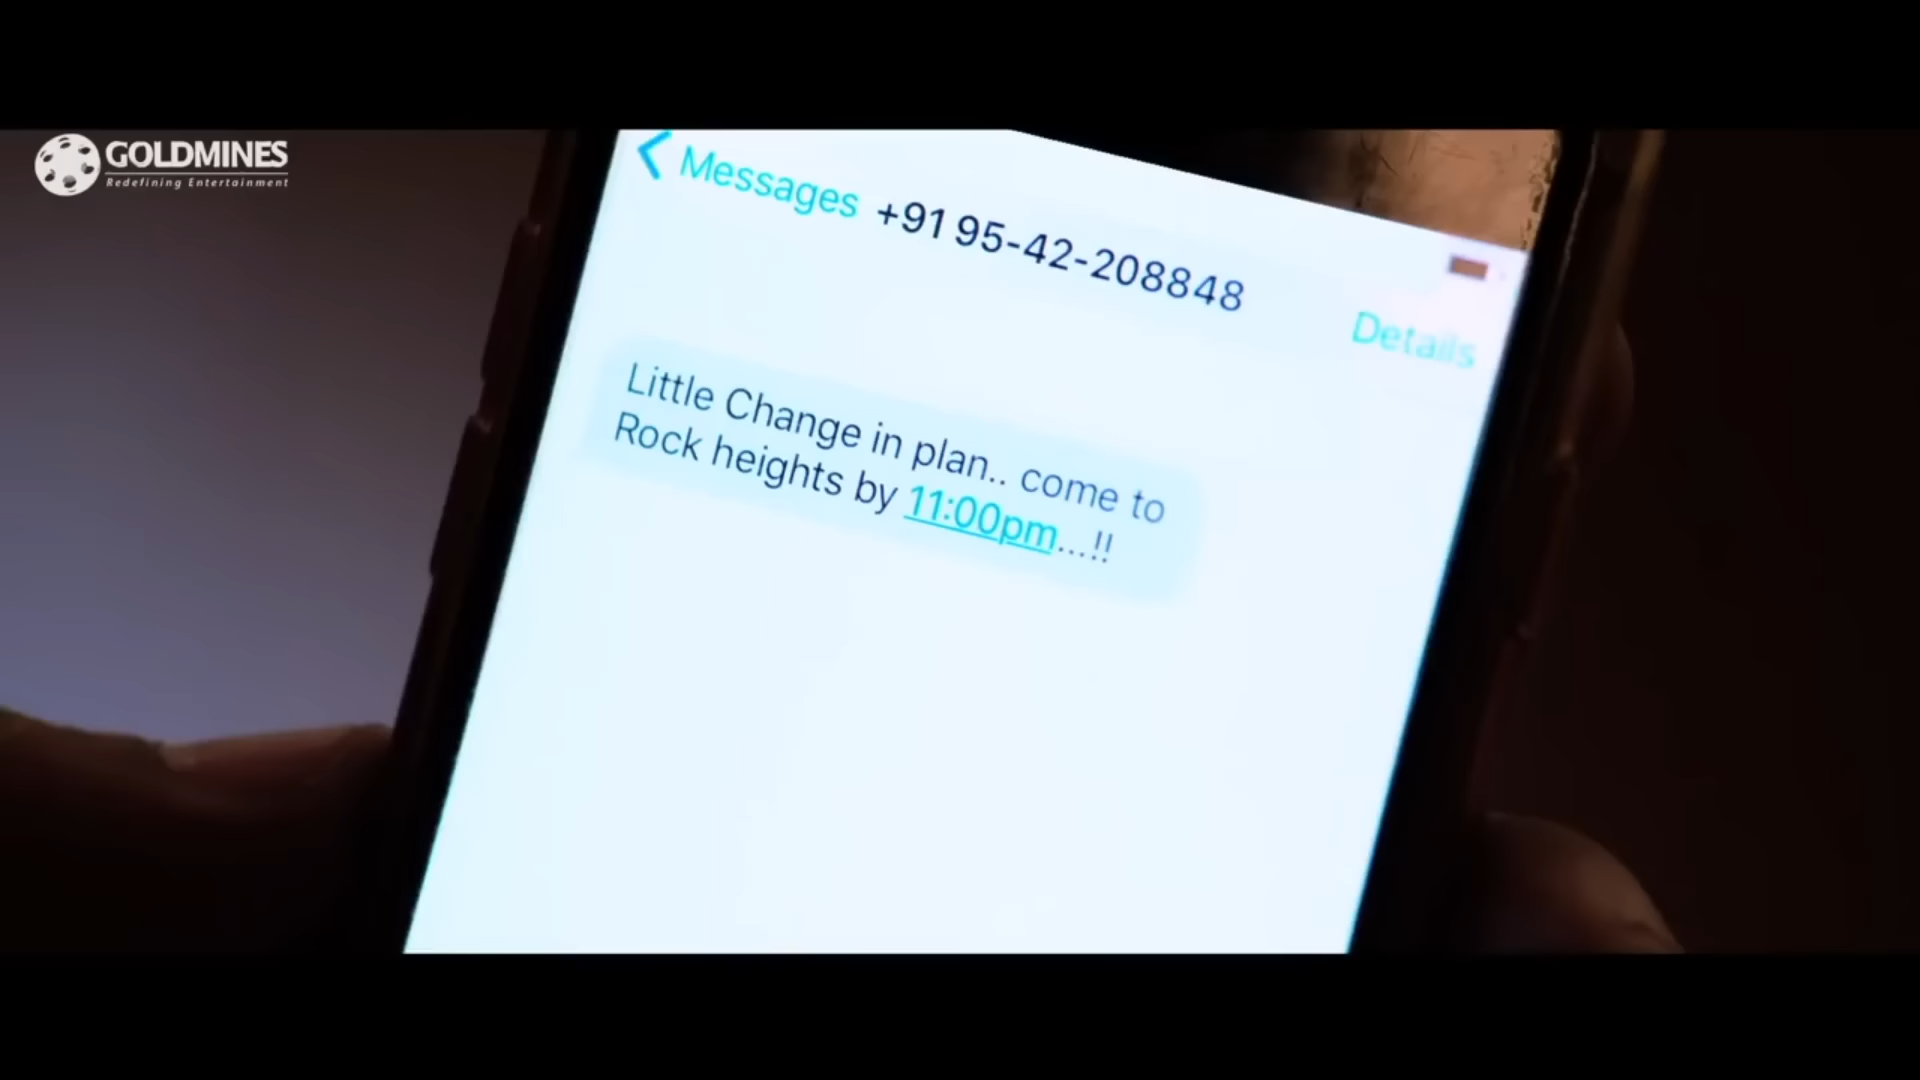 GOLDMINES
Redefining Entertainment
Messages
+91 95-42-208848
Details
Little Change in plan.. come to
Rock heights by 11:00pm...!!